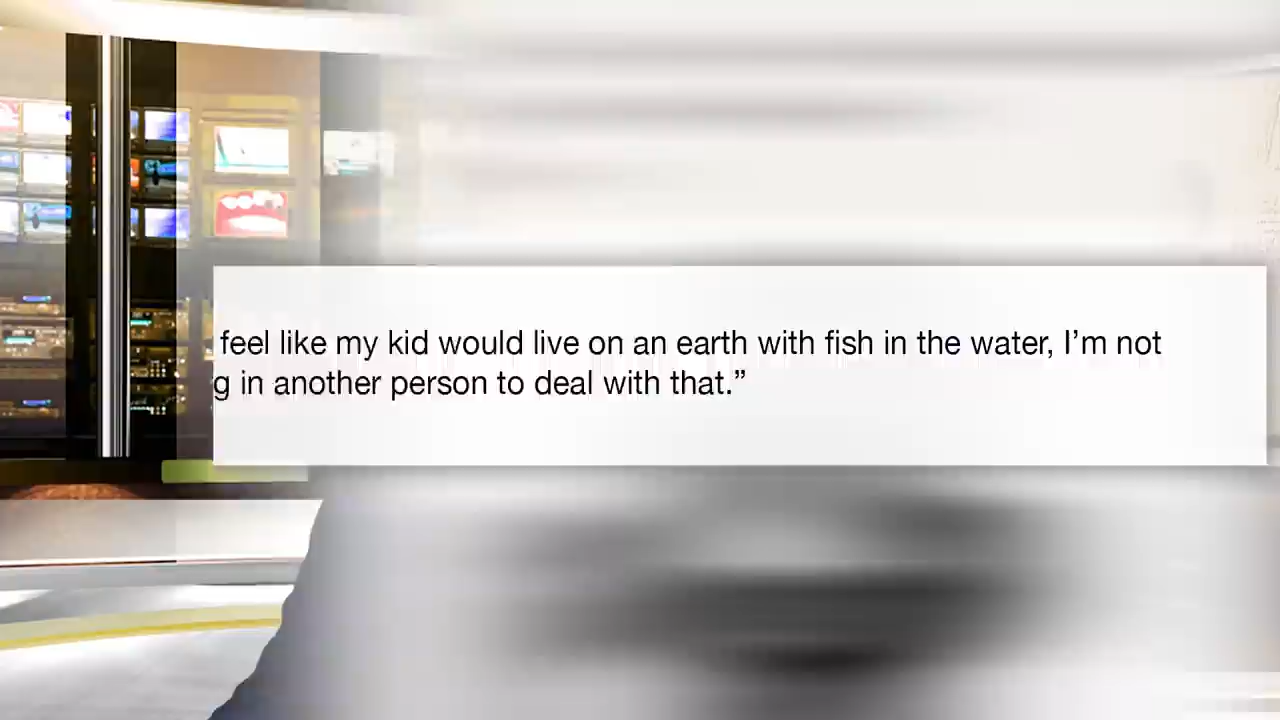 feel like my kid would live on an earth with fish in the water, I’m not
g in another person to deal with that.”